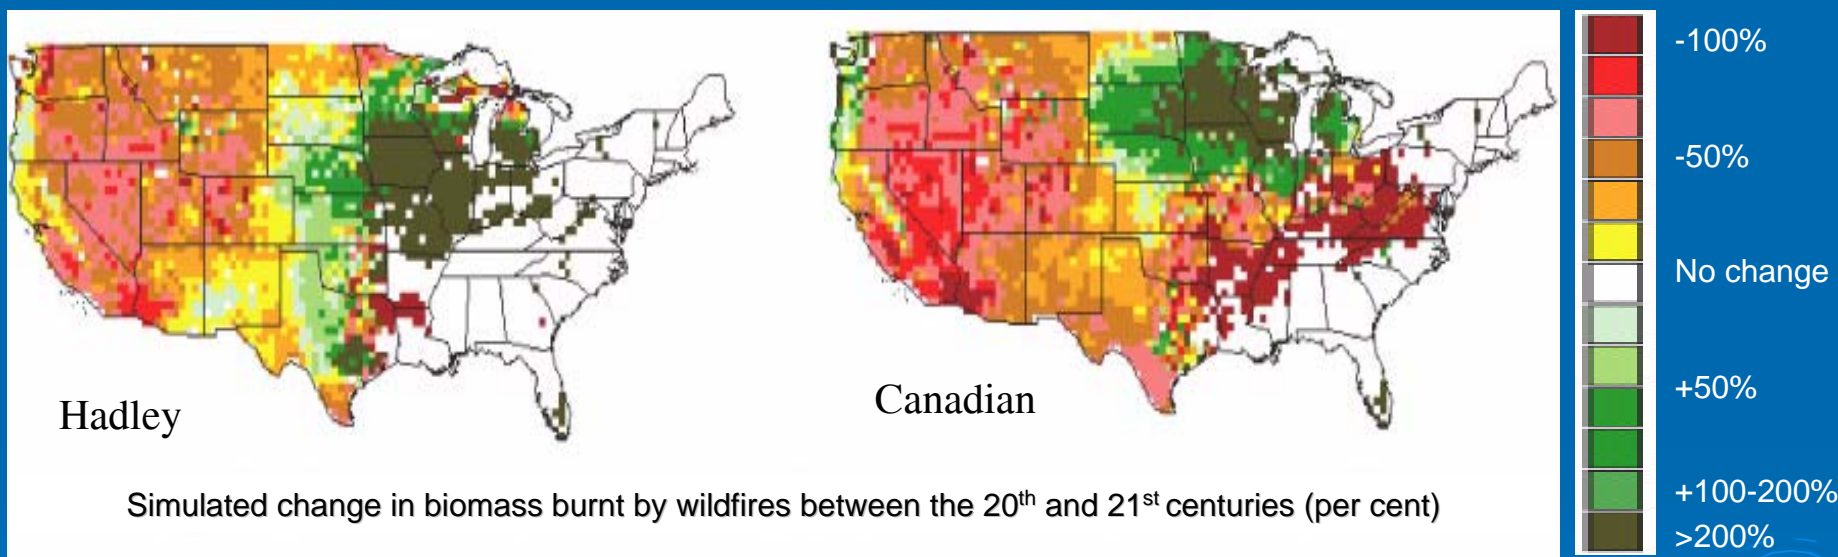 Hadley
Canadian
Simulated change in biomass burnt by wildfires between the 20th and 21st centuries (per cent)
-100%
-50%
No change
+50%
+100-200%
>200%